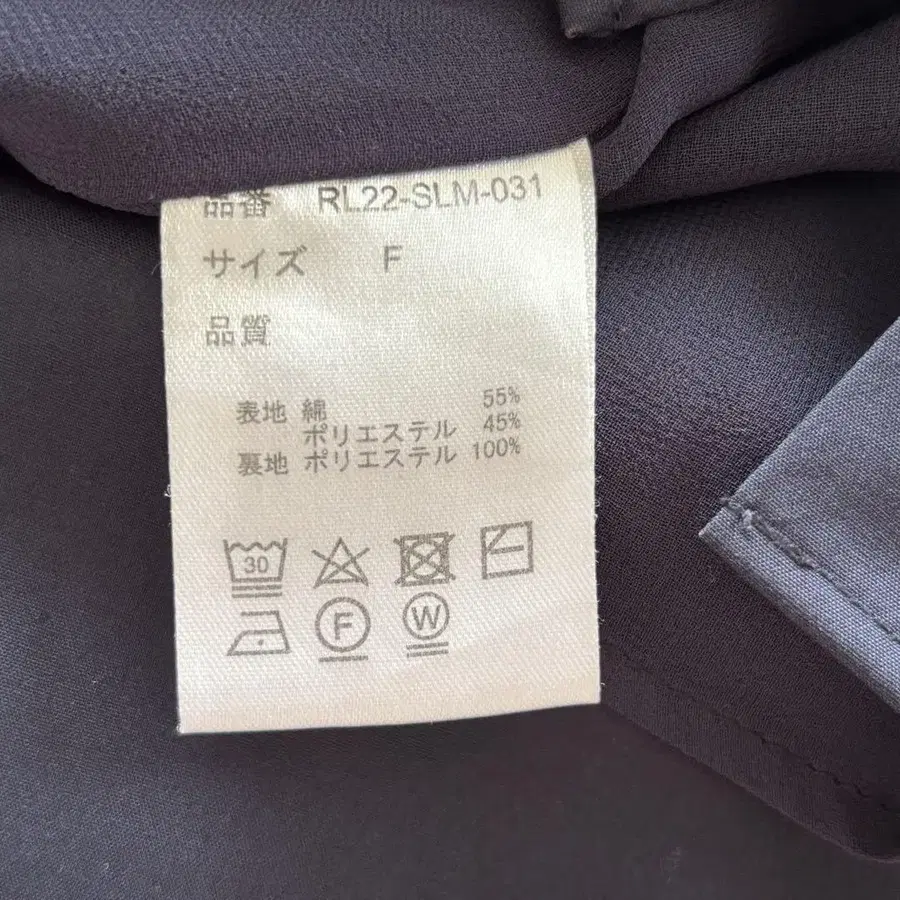 品番 RL22-SLM-031
サイズ F
品質
表地 綿 55%
ポリエステル 45%
裏地 ポリエステル 100%
30
F W